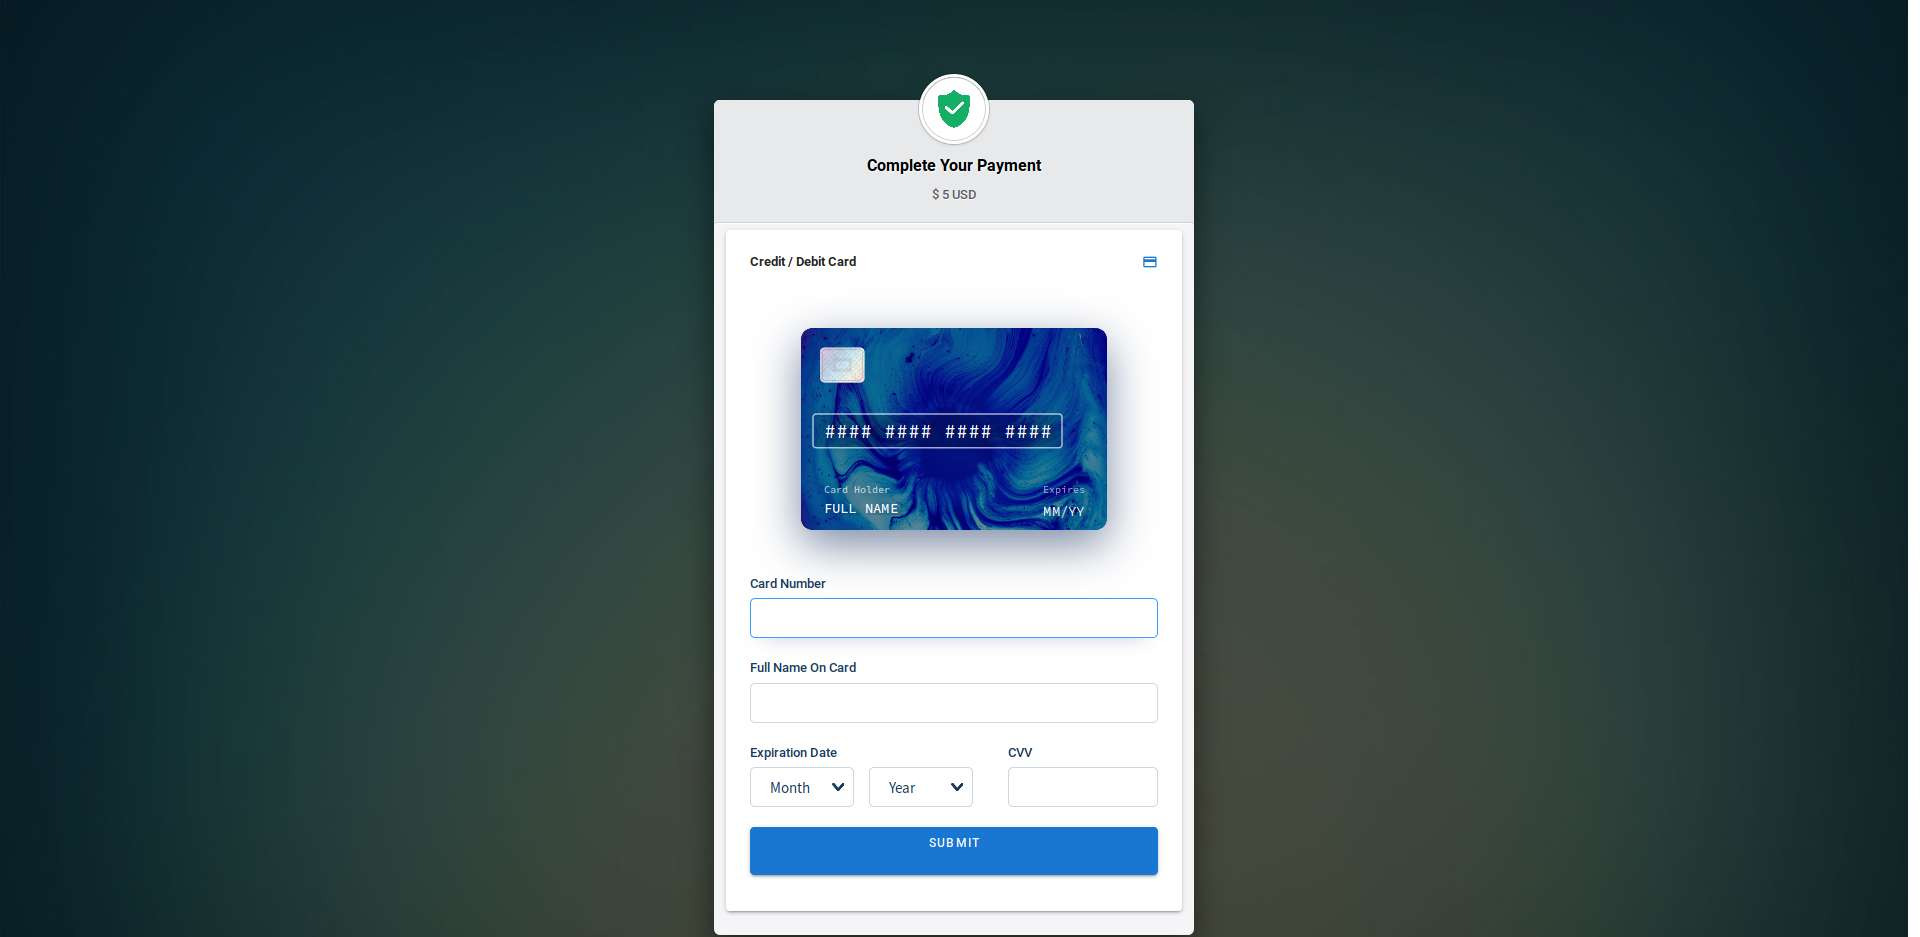 Complete Your Payment
$ 5 USD
Credit / Debit Card
#### #### #### ####
Card Holder
Expires
FULL NAME
MM/YY
Card Number
Full Name On Card
Expiration Date
CVV
Month
Year
SUBMIT